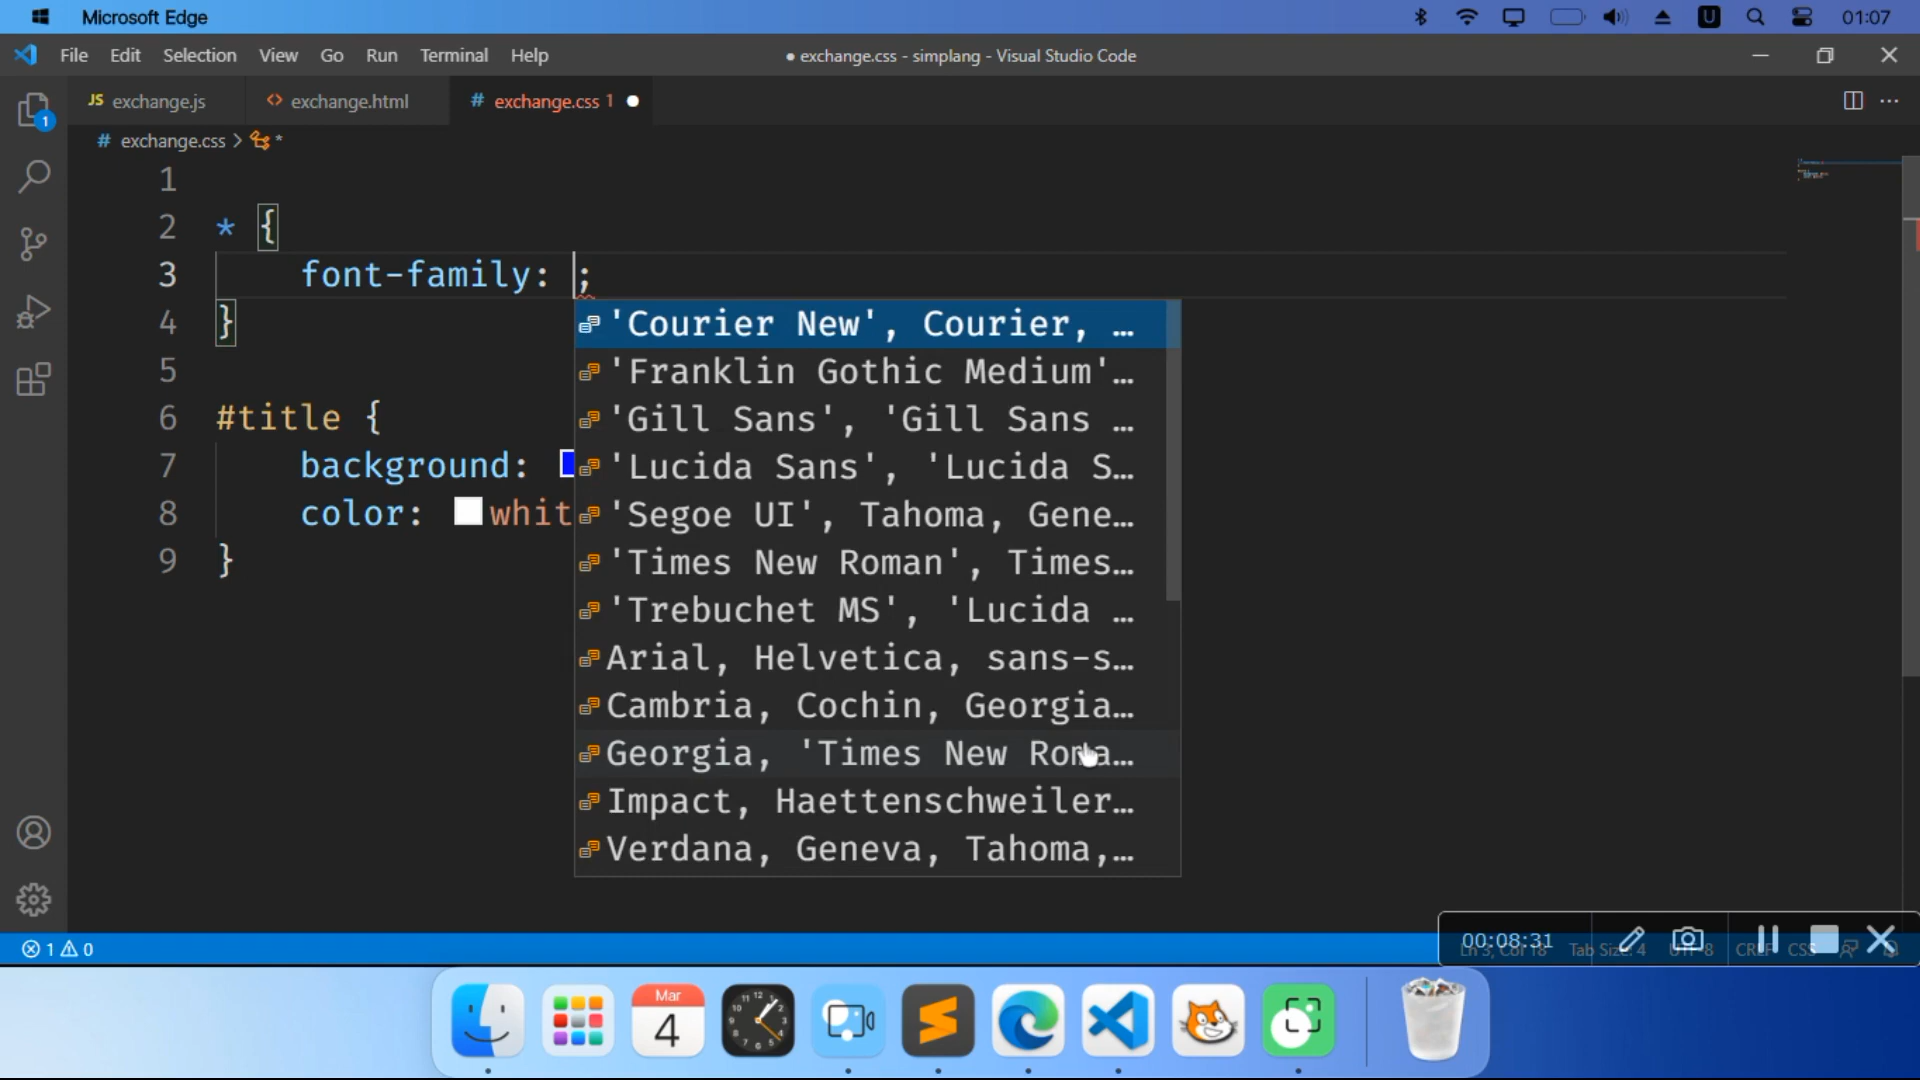 Microsoft Edge
U
01:07
File Edit Selection View Go Run Terminal Help
● exchange.css - simplang - Visual Studio Code
JS exchange.js
<> exchange.html
# exchange.css 1
# exchange.css > *
1
1
2 * {
3 font-family: ;
4 }
5
6 #title {
7 background:
8 color: whit
9 }
'Courier New', Courier, …
'Franklin Gothic Medium'…
'Gill Sans', 'Gill Sans …
'Lucida Sans', 'Lucida S…
'Segoe UI', Tahoma, Gene…
'Times New Roman', Times…
'Trebuchet MS', 'Lucida …
Arial, Helvetica, sans-s…
Cambria, Cochin, Georgia…
Georgia, 'Times New Roma…
Impact, Haettenschweiler…
Verdana, Geneva, Tahoma,…
1 0
00:08:31
Ln 3, Col 18 Tab Size: 4 UTF-8 CRLF CSS
Mar
4